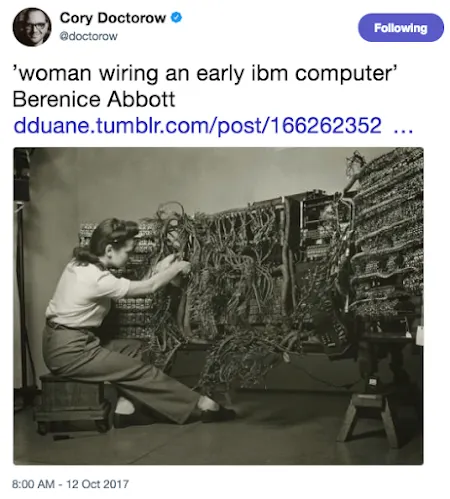 Cory Doctorow
@doctorow
Following
'woman wiring an early ibm computer'
Berenice Abbott
dduane.tumblr.com/post/166262352 …
8:00 AM - 12 Oct 2017